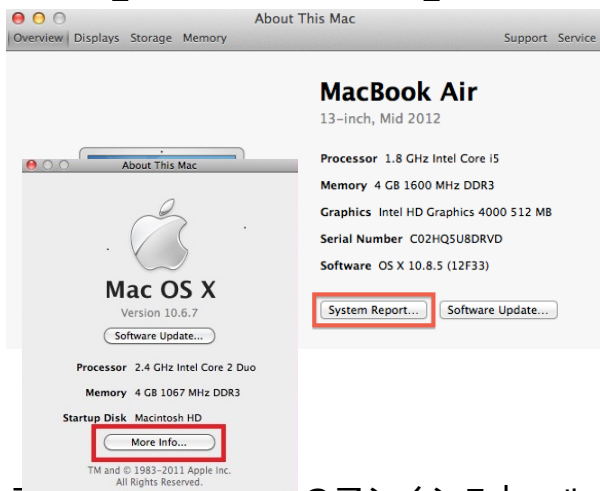 About This Mac
Overview Displays Storage Memory Support Service
MacBook Air
13-inch, Mid 2012
Processor 1.8 GHz Intel Core i5
Memory 4 GB 1600 MHz DDR3
Graphics Intel HD Graphics 4000 512 MB
Serial Number C02HQ5U8DRVD
Software OS X 10.8.5 (12F33)
System Report... Software Update...
About This Mac
Mac OS X
Version 10.6.7
Software Update...
Processor 2.4 GHz Intel Core 2 Duo
Memory 4 GB 1067 MHz DDR3
Startup Disk Macintosh HD
More Info...
TM and © 1983-2011 Apple Inc.
All Rights Reserved.